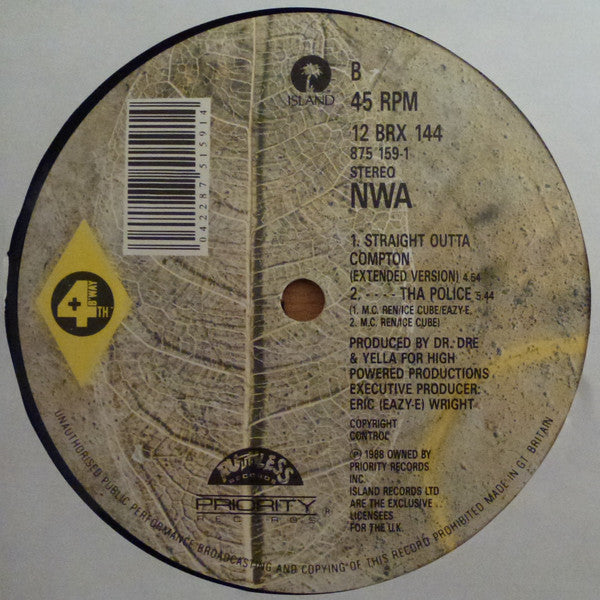 ISLAND
B
45 RPM
12 BRX 144
875 159-1
STEREO
NWA
1. STRAIGHT OUTTA
COMPTON
(EXTENDED VERSION) 4.54
2. - - - - THA POLICE 5.44
(1. M.C. REN/ICE CUBE/EAZY-E.
2. M.C. REN/ICE CUBE)
PRODUCED BY DR. DRE
& YELLA FOR HIGH
POWERED PRODUCTIONS
EXECUTIVE PRODUCER:
ERIC (EAZY-E) WRIGHT
COPYRIGHT
CONTROL
℗ 1988 OWNED BY
PRIORITY RECORDS
INC.
ISLAND RECORDS LTD
ARE THE EXCLUSIVE
LICENSEES
FOR THE U.K.
042287515914
4TH + B'WAY
RUTHLESS
RECORDS
PRIORITY
RECORDS®
UNAUTHORISED PUBLIC PERFORMANCE BROADCASTING AND COPYING OF THIS RECORD PROHIBITED MADE IN GT BRITAIN